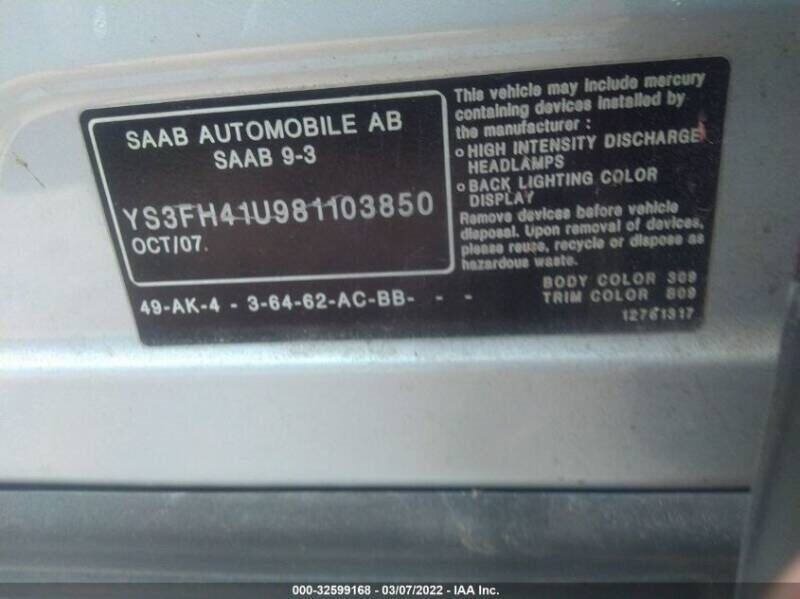 SAAB AUTOMOBILE AB
SAAB 9-3
YS3FH41U981103850
OCT/07
49-AK-4 - 3-64-62-AC-BB- - -
This vehicle may include mercury
containing devices installed by
the manufacturer :
o HIGH INTENSITY DISCHARGE
HEADLAMPS
o BACK LIGHTING COLOR
DISPLAY
Remove devices before vehicle
disposal. Upon removal of devices,
please reuse, recycle or dispose as
hazardous waste.
BODY COLOR 309
TRIM COLOR 809
12761317
000-32599168 - 03/07/2022 - IAA Inc.